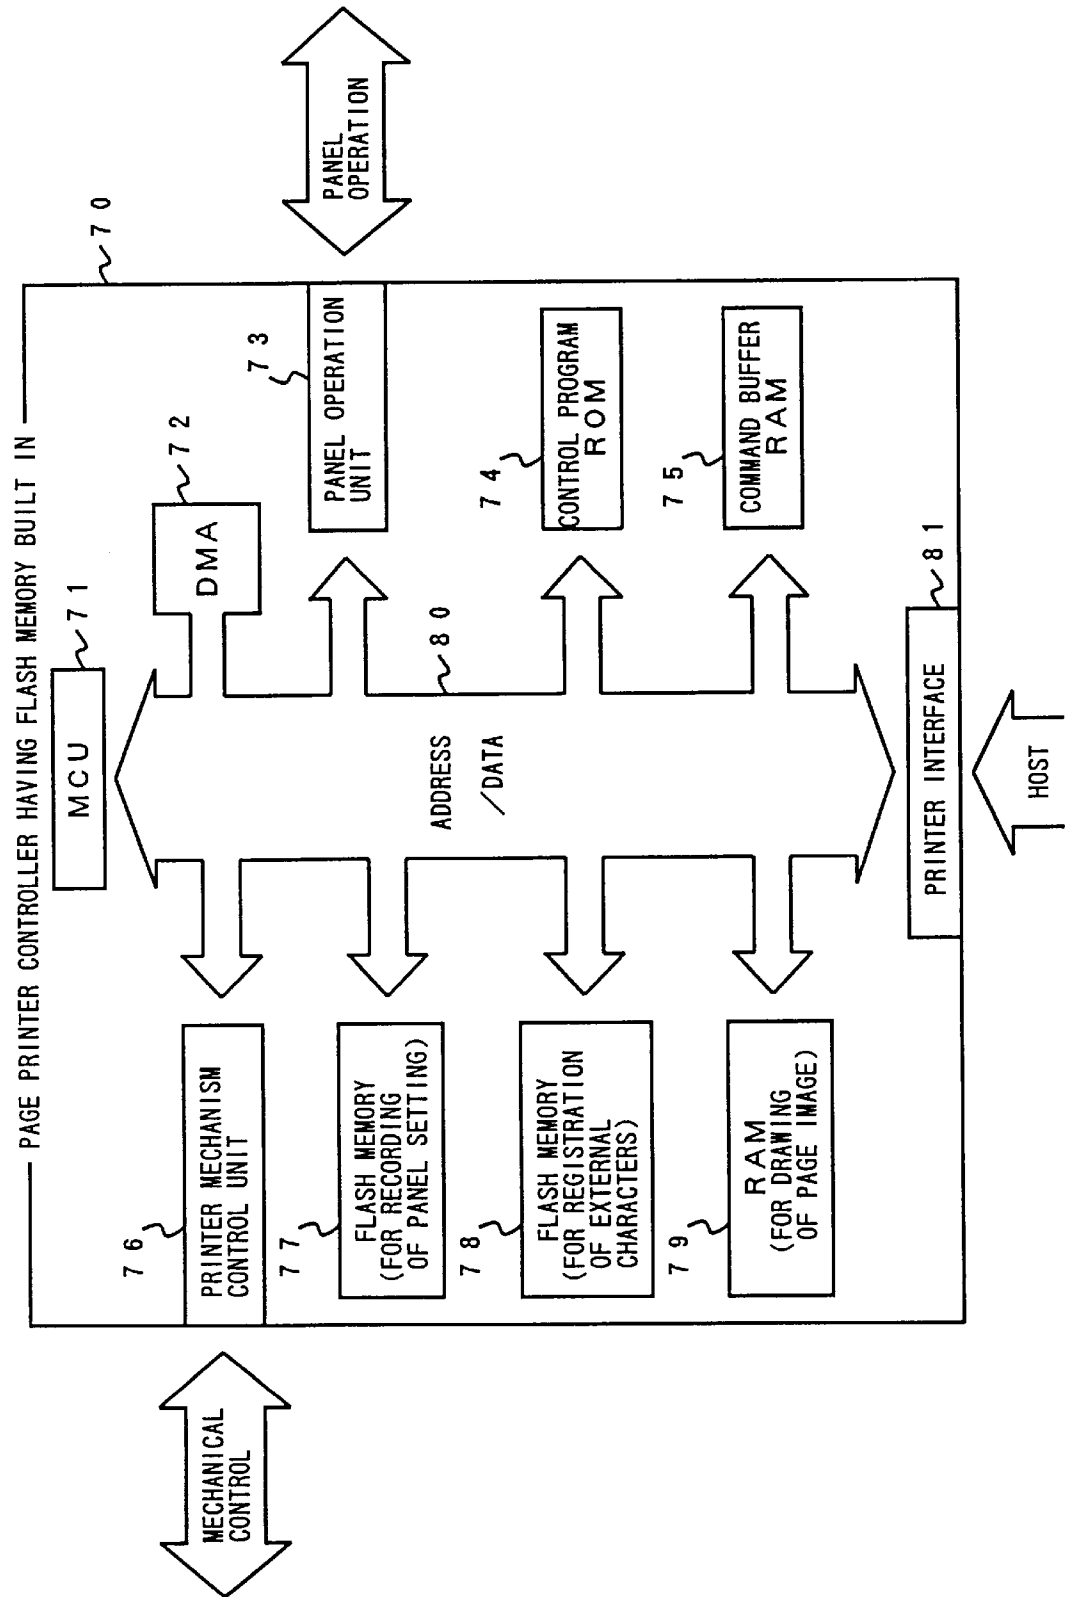 PAGE PRINTER CONTROLLER HAVING FLASH MEMORY BUILT IN
70
MCU
71
DMA
72
MECHANICAL
CONTROL
76
PRINTER MECHANISM
CONTROL UNIT
73
PANEL OPERATION
UNIT
PANEL
OPERATION
77
FLASH MEMORY
(FOR RECORDING
OF PANEL SETTING)
ADDRESS
/DATA
80
74
CONTROL PROGRAM
ROM
78
FLASH MEMORY
(FOR REGISTRATION
OF EXTERNAL
CHARACTERS)
75
COMMAND BUFFER
RAM
79
RAM
(FOR DRAWING
OF PAGE IMAGE)
PRINTER INTERFACE
81
HOST